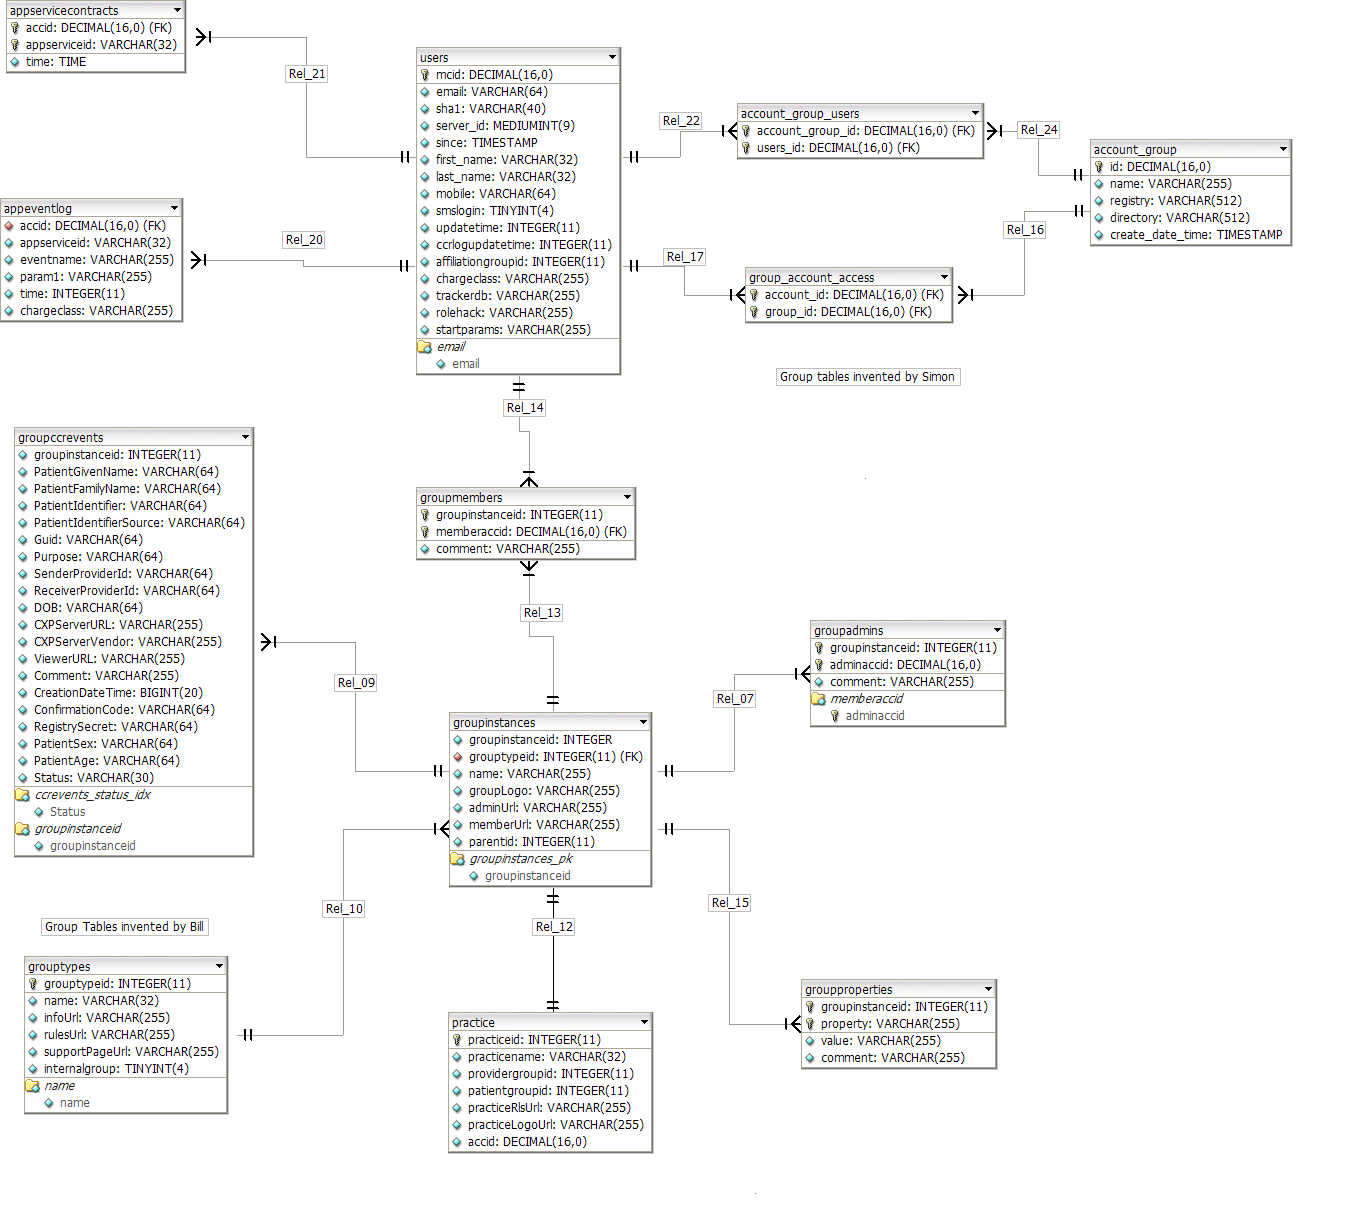 appservicecontracts
accid: DECIMAL(16,0) (FK)
appserviceid: VARCHAR(32)
time: TIME
Rel_21
users
mcid: DECIMAL(16,0)
email: VARCHAR(64)
sha1: VARCHAR(40)
server_id: MEDIUMINT(9)
since: TIMESTAMP
first_name: VARCHAR(32)
last_name: VARCHAR(32)
mobile: VARCHAR(64)
smslogin: TINYINT(4)
updatetime: INTEGER(11)
ccrlogupdatetime: INTEGER(11)
affiliationgroupid: INTEGER(11)
chargeclass: VARCHAR(255)
trackerdb: VARCHAR(255)
rolehack: VARCHAR(255)
startparams: VARCHAR(255)
email
email
Rel_22
account_group_users
account_group_id: DECIMAL(16,0) (FK)
users_id: DECIMAL(16,0) (FK)
Rel_24
account_group
id: DECIMAL(16,0)
name: VARCHAR(255)
registry: VARCHAR(512)
directory: VARCHAR(512)
create_date_time: TIMESTAMP
appeventlog
accid: DECIMAL(16,0) (FK)
appserviceid: VARCHAR(32)
eventname: VARCHAR(255)
param1: VARCHAR(255)
time: INTEGER(11)
chargeclass: VARCHAR(255)
Rel_20
Rel_17
Rel_16
group_account_access
account_id: DECIMAL(16,0) (FK)
group_id: DECIMAL(16,0) (FK)
Group tables invented by Simon
Rel_14
groupccrevents
groupinstanceid: INTEGER(11)
PatientGivenName: VARCHAR(64)
PatientFamilyName: VARCHAR(64)
PatientIdentifier: VARCHAR(64)
PatientIdentifierSource: VARCHAR(64)
Guid: VARCHAR(64)
Purpose: VARCHAR(64)
SenderProviderId: VARCHAR(64)
ReceiverProviderId: VARCHAR(64)
DOB: VARCHAR(64)
CXPServerURL: VARCHAR(255)
CXPServerVendor: VARCHAR(255)
ViewerURL: VARCHAR(255)
Comment: VARCHAR(255)
CreationDateTime: BIGINT(20)
ConfirmationCode: VARCHAR(64)
RegistrySecret: VARCHAR(64)
PatientSex: VARCHAR(64)
PatientAge: VARCHAR(64)
Status: VARCHAR(30)
ccrevents_status_idx
Status
groupinstanceid
groupinstanceid
groupmembers
groupinstanceid: INTEGER(11)
memberaccid: DECIMAL(16,0) (FK)
comment: VARCHAR(255)
Rel_13
Rel_09
groupadmins
groupinstanceid: INTEGER(11)
adminaccid: DECIMAL(16,0)
comment: VARCHAR(255)
memberaccid
adminaccid
Rel_07
groupinstances
groupinstanceid: INTEGER
grouptypeid: INTEGER(11) (FK)
name: VARCHAR(255)
groupLogo: VARCHAR(255)
adminUrl: VARCHAR(255)
memberUrl: VARCHAR(255)
parentid: INTEGER(11)
groupinstances_pk
groupinstanceid
Rel_10
Rel_12
Rel_15
Group Tables invented by Bill
grouptypes
grouptypeid: INTEGER(11)
name: VARCHAR(32)
infoUrl: VARCHAR(255)
rulesUrl: VARCHAR(255)
supportPageUrl: VARCHAR(255)
internalgroup: TINYINT(4)
name
name
practice
practiceid: INTEGER(11)
practicename: VARCHAR(32)
providergroupid: INTEGER(11)
patientgroupid: INTEGER(11)
practiceRlsUrl: VARCHAR(255)
practiceLogoUrl: VARCHAR(255)
accid: DECIMAL(16,0)
groupproperties
groupinstanceid: INTEGER(11)
property: VARCHAR(255)
value: VARCHAR(255)
comment: VARCHAR(255)